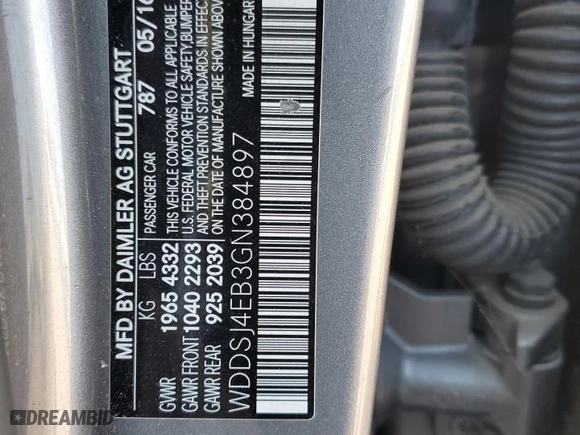 MFD BY DAIMLER AG STUTTGART
KG LBS PASSENGER CAR 787 05/16
GVWR 1965 4332 THIS VEHICLE CONFORMS TO ALL APPLICABLE
GAWR FRONT 1040 2293 U.S. FEDERAL MOTOR VEHICLE SAFETY, BUMPER,
GAWR REAR 925 2039 AND THEFT PREVENTION STANDARDS IN EFFECT
ON THE DATE OF MANUFACTURE SHOWN ABOVE
WDDSJ4EB3GN384897 MADE IN HUNGAR
DREAMBID